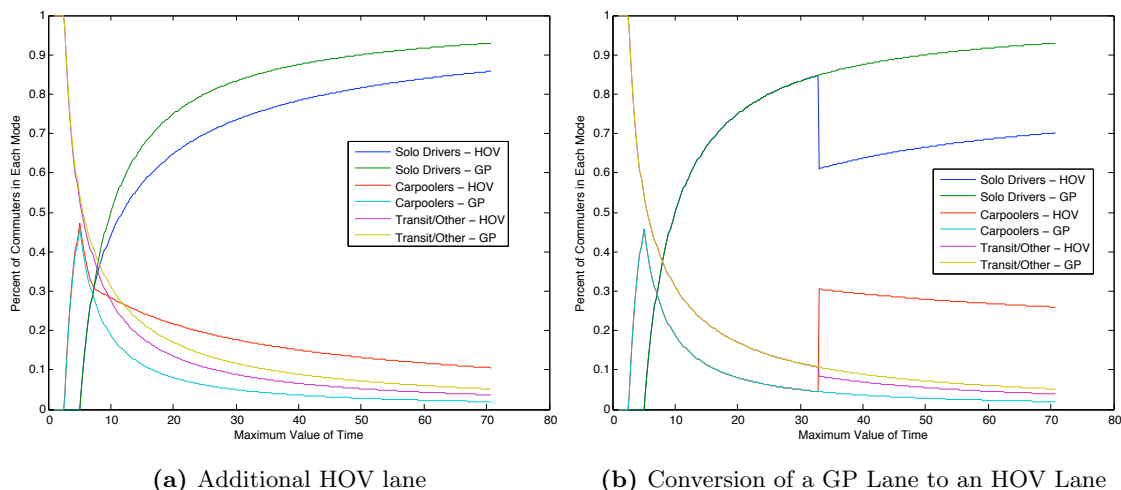 1
0.9
0.8
0.7
0.6
0.5
0.4
0.3
0.2
0.1
0
Percent of Commuters in Each Mode
Solo Drivers − HOV
Solo Drivers − GP
Carpoolers − HOV
Carpoolers − GP
Transit/Other − HOV
Transit/Other − GP
0 10 20 30 40 50 60 70 80
Maximum Value of Time
(a) Additional HOV lane
1
0.9
0.8
0.7
0.6
0.5
0.4
0.3
0.2
0.1
0
Percent of Commuters in Each Mode
Solo Drivers − HOV
Solo Drivers − GP
Carpoolers − HOV
Carpoolers − GP
Transit/Other − HOV
Transit/Other − GP
0 10 20 30 40 50 60 70 80
Maximum Value of Time
(b) Conversion of a GP Lane to an HOV Lane